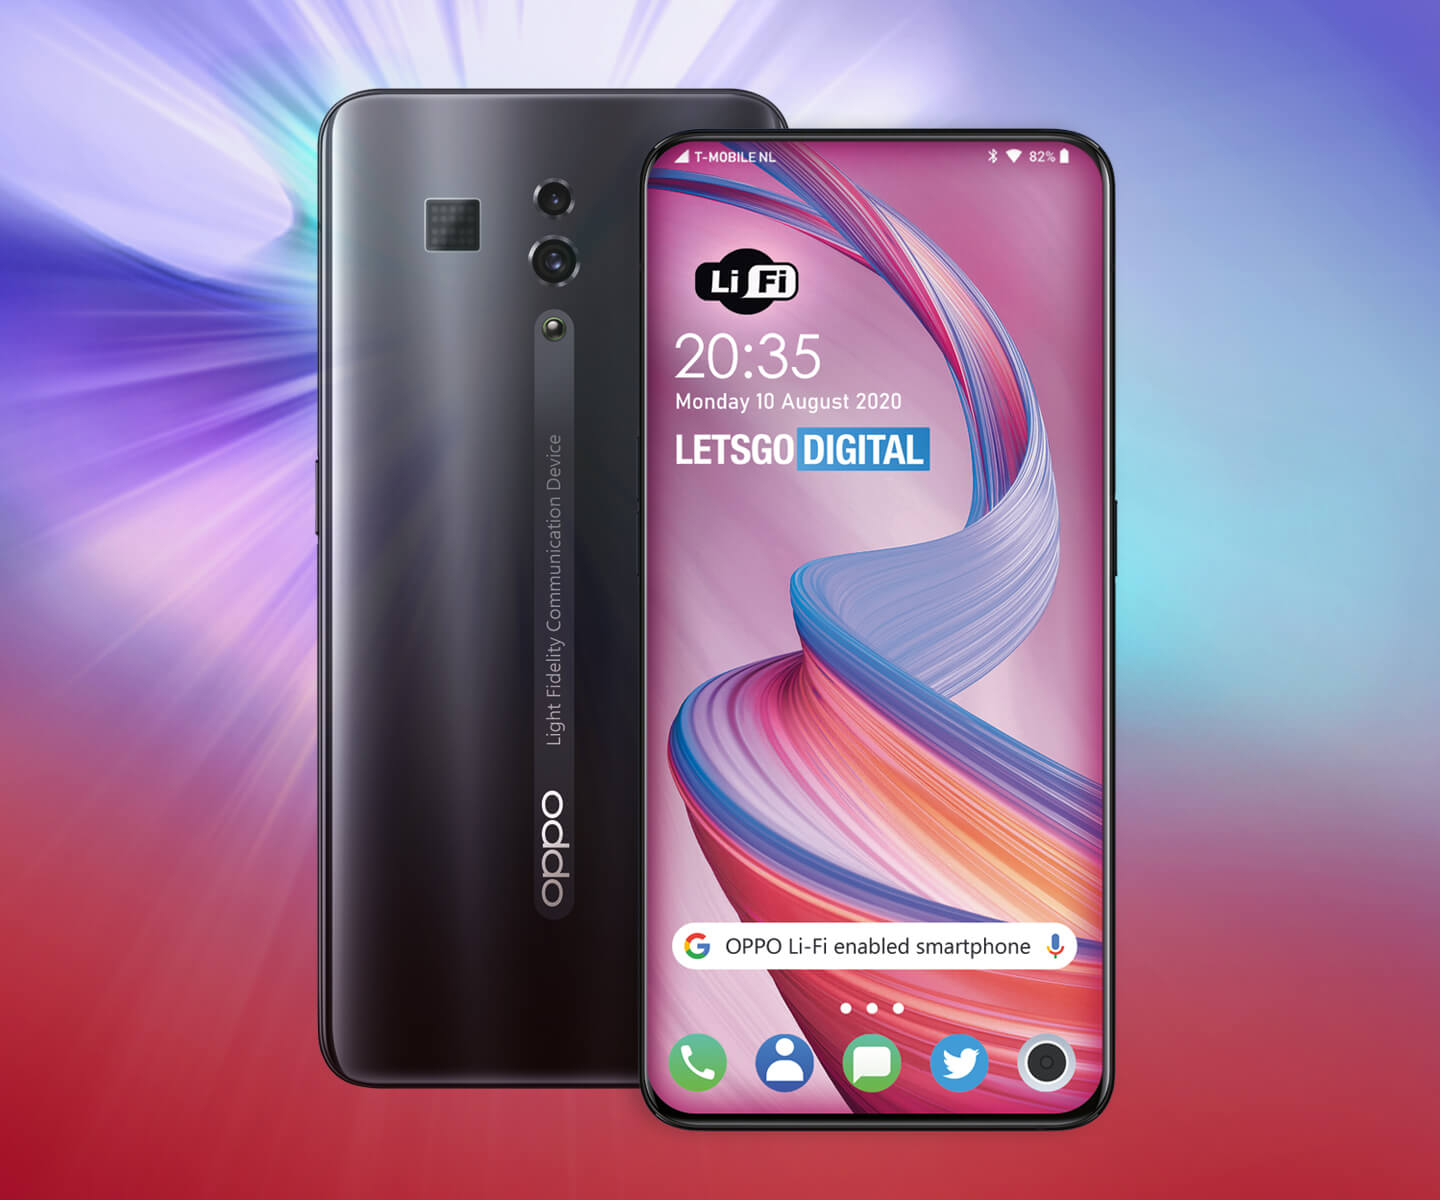 T-MOBILE NL
82%
Li Fi
20:35
Monday 10 August 2020
LETSGO DIGITAL
Light Fidelity Communication Device
oppo
OPPO Li-Fi enabled smartphone